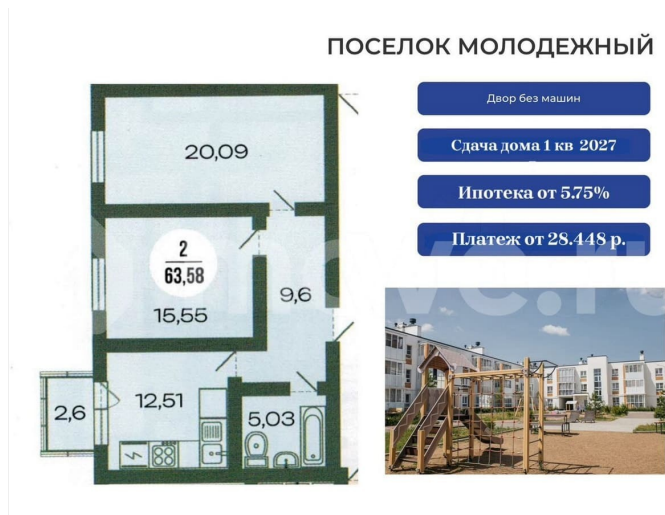 ПОСЕЛОК МОЛОДЕЖНЫЙ
Двор без машин
Сдача дома 1 кв 2027
Ипотека от 5.75%
Платеж от 28.448 р.
20,09
2
63,58
15,55
9,6
12,51
2,6
5,03